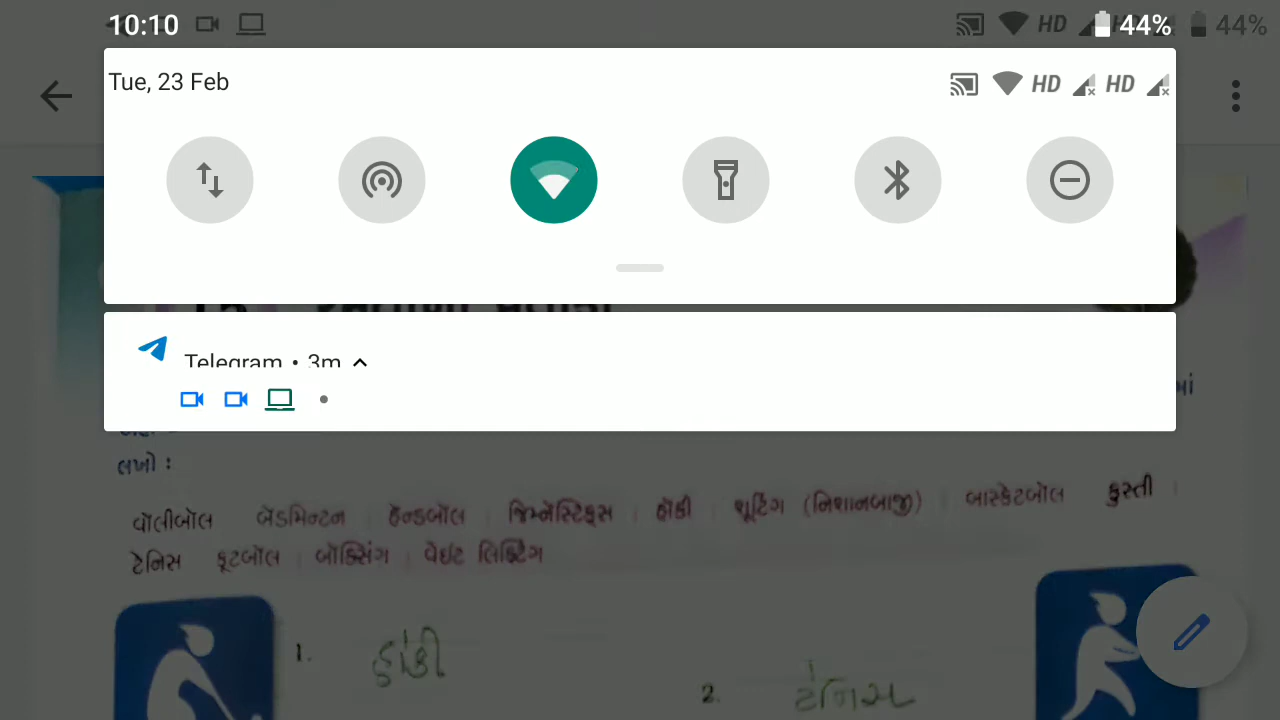 10:10
44%
44%
HD
Tue, 23 Feb
HD
HD
Telegram • 3m
લખો :
વૉલીબૉલ બૅડમિન્ટન હૅન્ડબૉલ જિમ્નૅસ્ટિક્સ હૉકી શૂટિંગ (નિશાનબાજી) બાસ્કેટબૉલ કુસ્તી
ટેનિસ ફૂટબૉલ બૉક્સિંગ વેઇટ લિફ્ટિંગ
1. હોકી
2. ટેનિસ